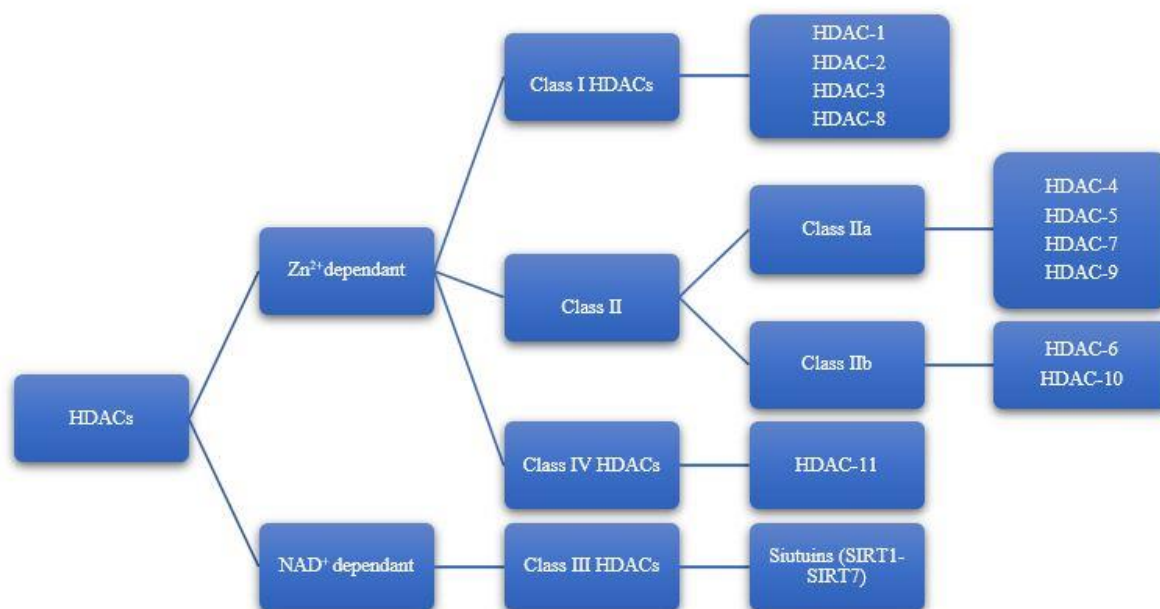 HDACs
Zn²⁺ dependant
Class I HDACs
HDAC-1
HDAC-2
HDAC-3
HDAC-8
Class II
Class IIa
HDAC-4
HDAC-5
HDAC-7
HDAC-9
Class IIb
HDAC-6
HDAC-10
Class IV HDACs
HDAC-11
NAD⁺ dependant
Class III HDACs
Siutuins (SIRT1-
SIRT7)